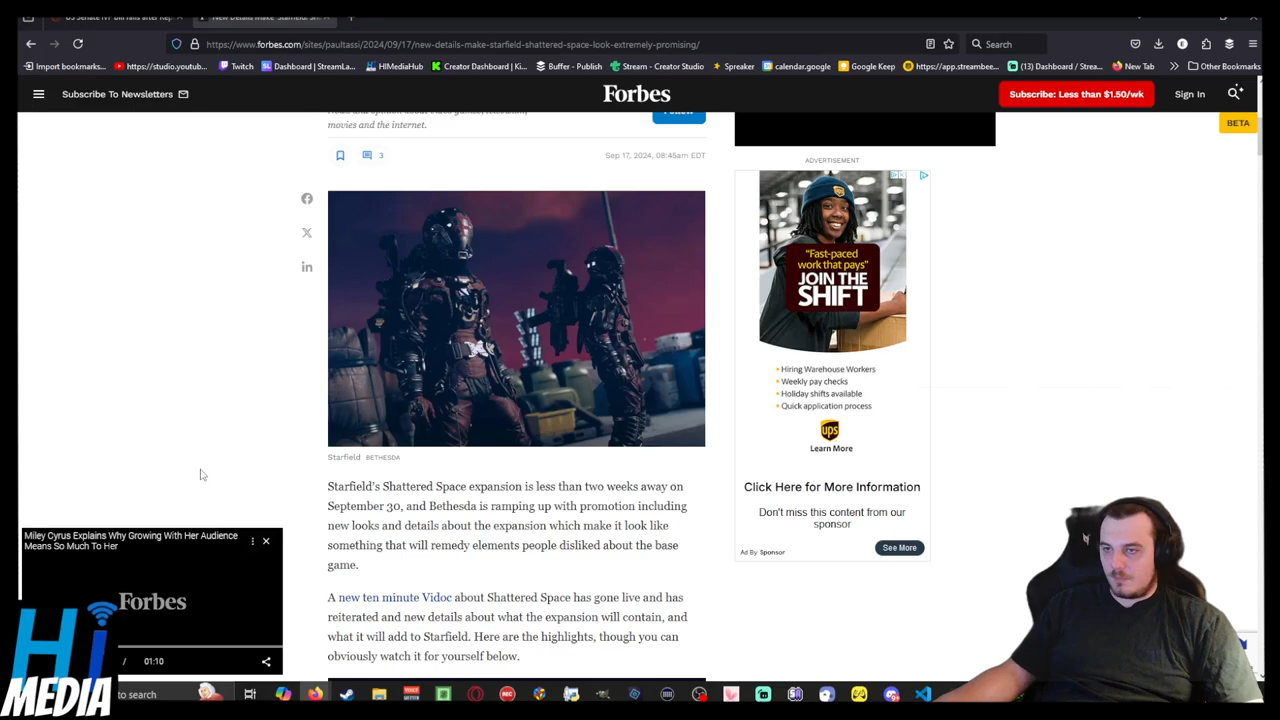 https://www.forbes.com/sites/paultassi/2024/09/17/new-details-make-starfield-shattered-space-look-extremely-promising/
Search
Import bookmarks...
https://studio.youtub...
Twitch
Dashboard | StreamLa...
HIMediaHub
Creator Dashboard | Ki...
Buffer - Publish
Stream - Creator Studio
Spreaker
calendar.google
Google Keep
https://app.streambee...
(13) Dashboard / Strea...
New Tab
Other Bookmarks
Subscribe To Newsletters
Forbes
Subscribe: Less than $1.50/wk
Sign In
BETA
movies and the internet.
3
Sep 17, 2024, 08:45am EDT
Starfield BETHESDA
Starfield's Shattered Space expansion is less than two weeks away on
September 30, and Bethesda is ramping up with promotion including
new looks and details about the expansion which make it look like
something that will remedy elements people disliked about the base
game.
A new ten minute Vidoc about Shattered Space has gone live and has
reiterated and new details about what the expansion will contain, and
what it will add to Starfield. Here are the highlights, though you can
obviously watch it for yourself below.
ADVERTISEMENT
"Fast-paced
work that pays"
JOIN THE
SHIFT
• Hiring Warehouse Workers
• Weekly pay checks
• Holiday shifts available
• Quick application process
ups
Learn More
Click Here for More Information
Don't miss this content from our
sponsor
Ad By Sponsor
See More
Miley Cyrus Explains Why Growing With Her Audience
Means So Much To Her
Forbes
/ 01:10
Hi
MEDIA
to search